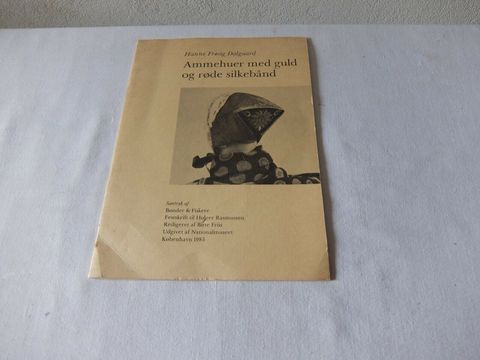 Hanne Frøsig Dalgaard
Ammehuer med guld
og røde silkebånd
Særtryk af
Bønder & Fiskere
Festskrift til Holger Rasmussen
Redigeret af Birte Friis
Udgivet af Nationalmuseet
København 1985